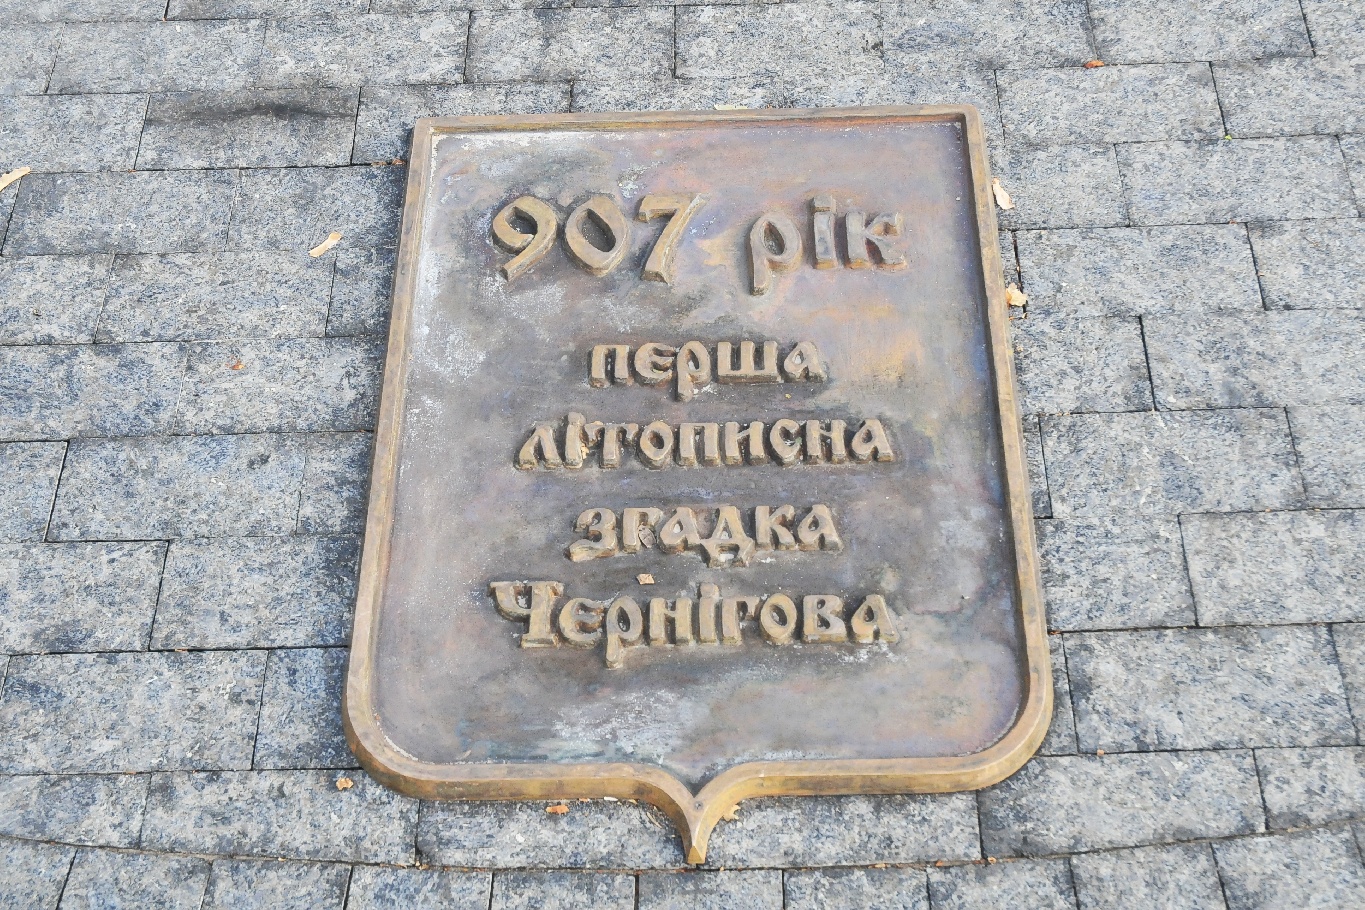 907 рік
перша
літописна
згадка
Чернігова